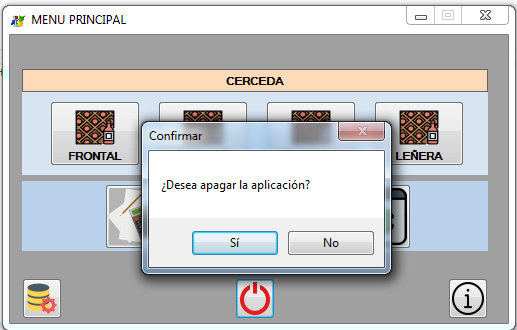 MENU PRINCIPAL
CERCEDA
FRONTAL
LEÑERA
Confirmar
¿Desea apagar la aplicación?
Sí
No